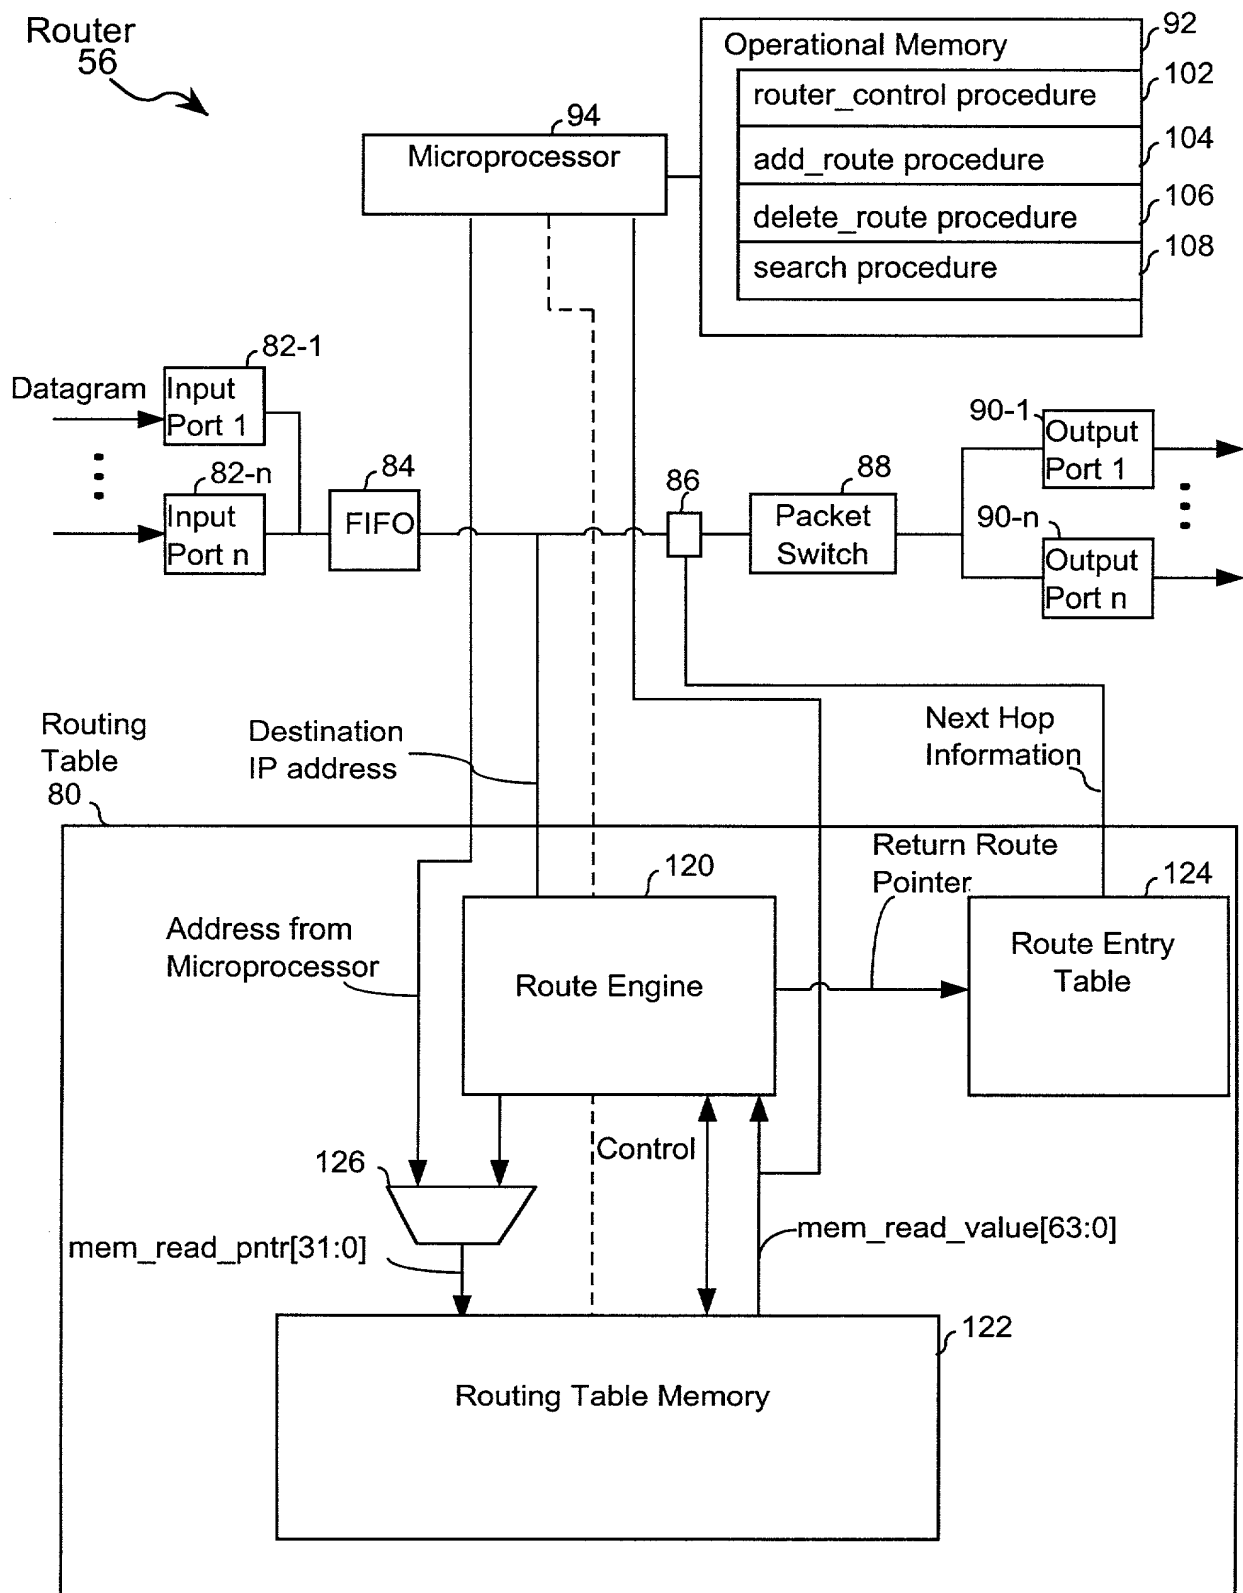 Router
56
92
Operational Memory
102
router_control procedure
104
add_route procedure
106
delete_route procedure
108
search procedure
94
Microprocessor
82-1
Datagram
Input
Port 1
82-n
Input
Port n
84
FIFO
86
88
Packet
Switch
90-1
Output
Port 1
90-n
Output
Port n
Routing
Table
80
Destination
IP address
Next Hop
Information
Return Route
Pointer
120
Route Engine
124
Route Entry
Table
Address from
Microprocessor
Control
126
mem_read_pntr[31:0]
mem_read_value[63:0]
122
Routing Table Memory